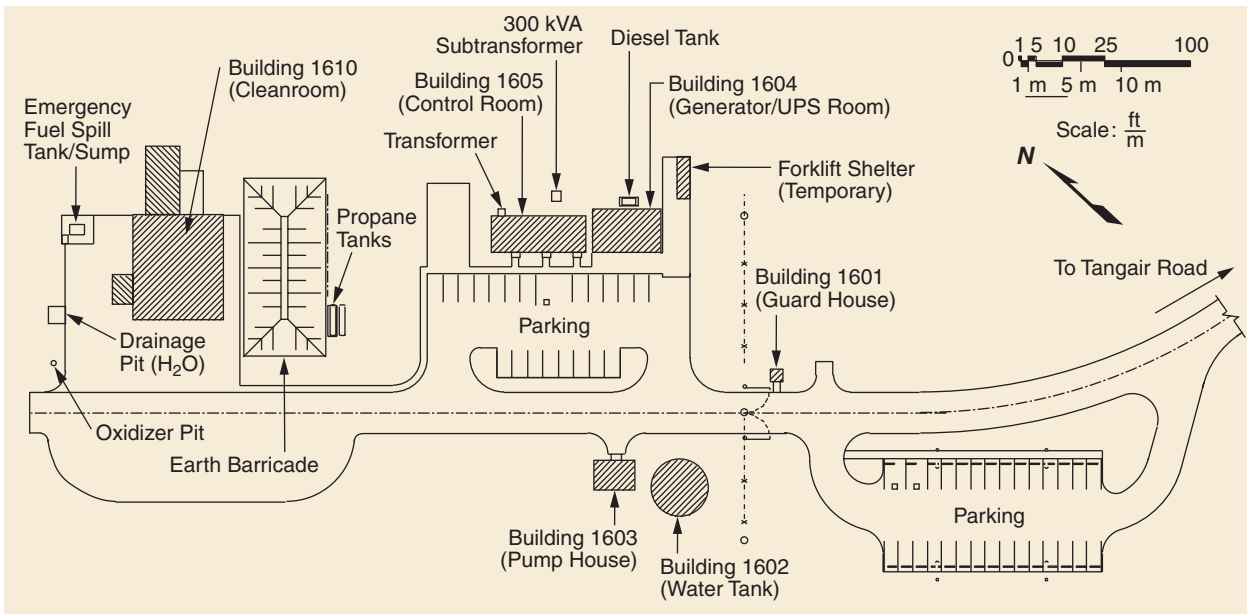 300 kVA
Subtransformer
Diesel Tank
1 5 10 25 100
0
1 m 5 m 10 m
Scale: ft
m
N
Building 1610
(Cleanroom)
Building 1605
(Control Room)
Building 1604
(Generator/UPS Room)
Emergency
Fuel Spill
Tank/Sump
Transformer
Forklift Shelter
(Temporary)
Propane
Tanks
Building 1601
(Guard House)
To Tangair Road
Parking
Drainage
Pit (H2O)
Oxidizer Pit
Earth Barricade
Building 1603
(Pump House)
Building 1602
(Water Tank)
Parking